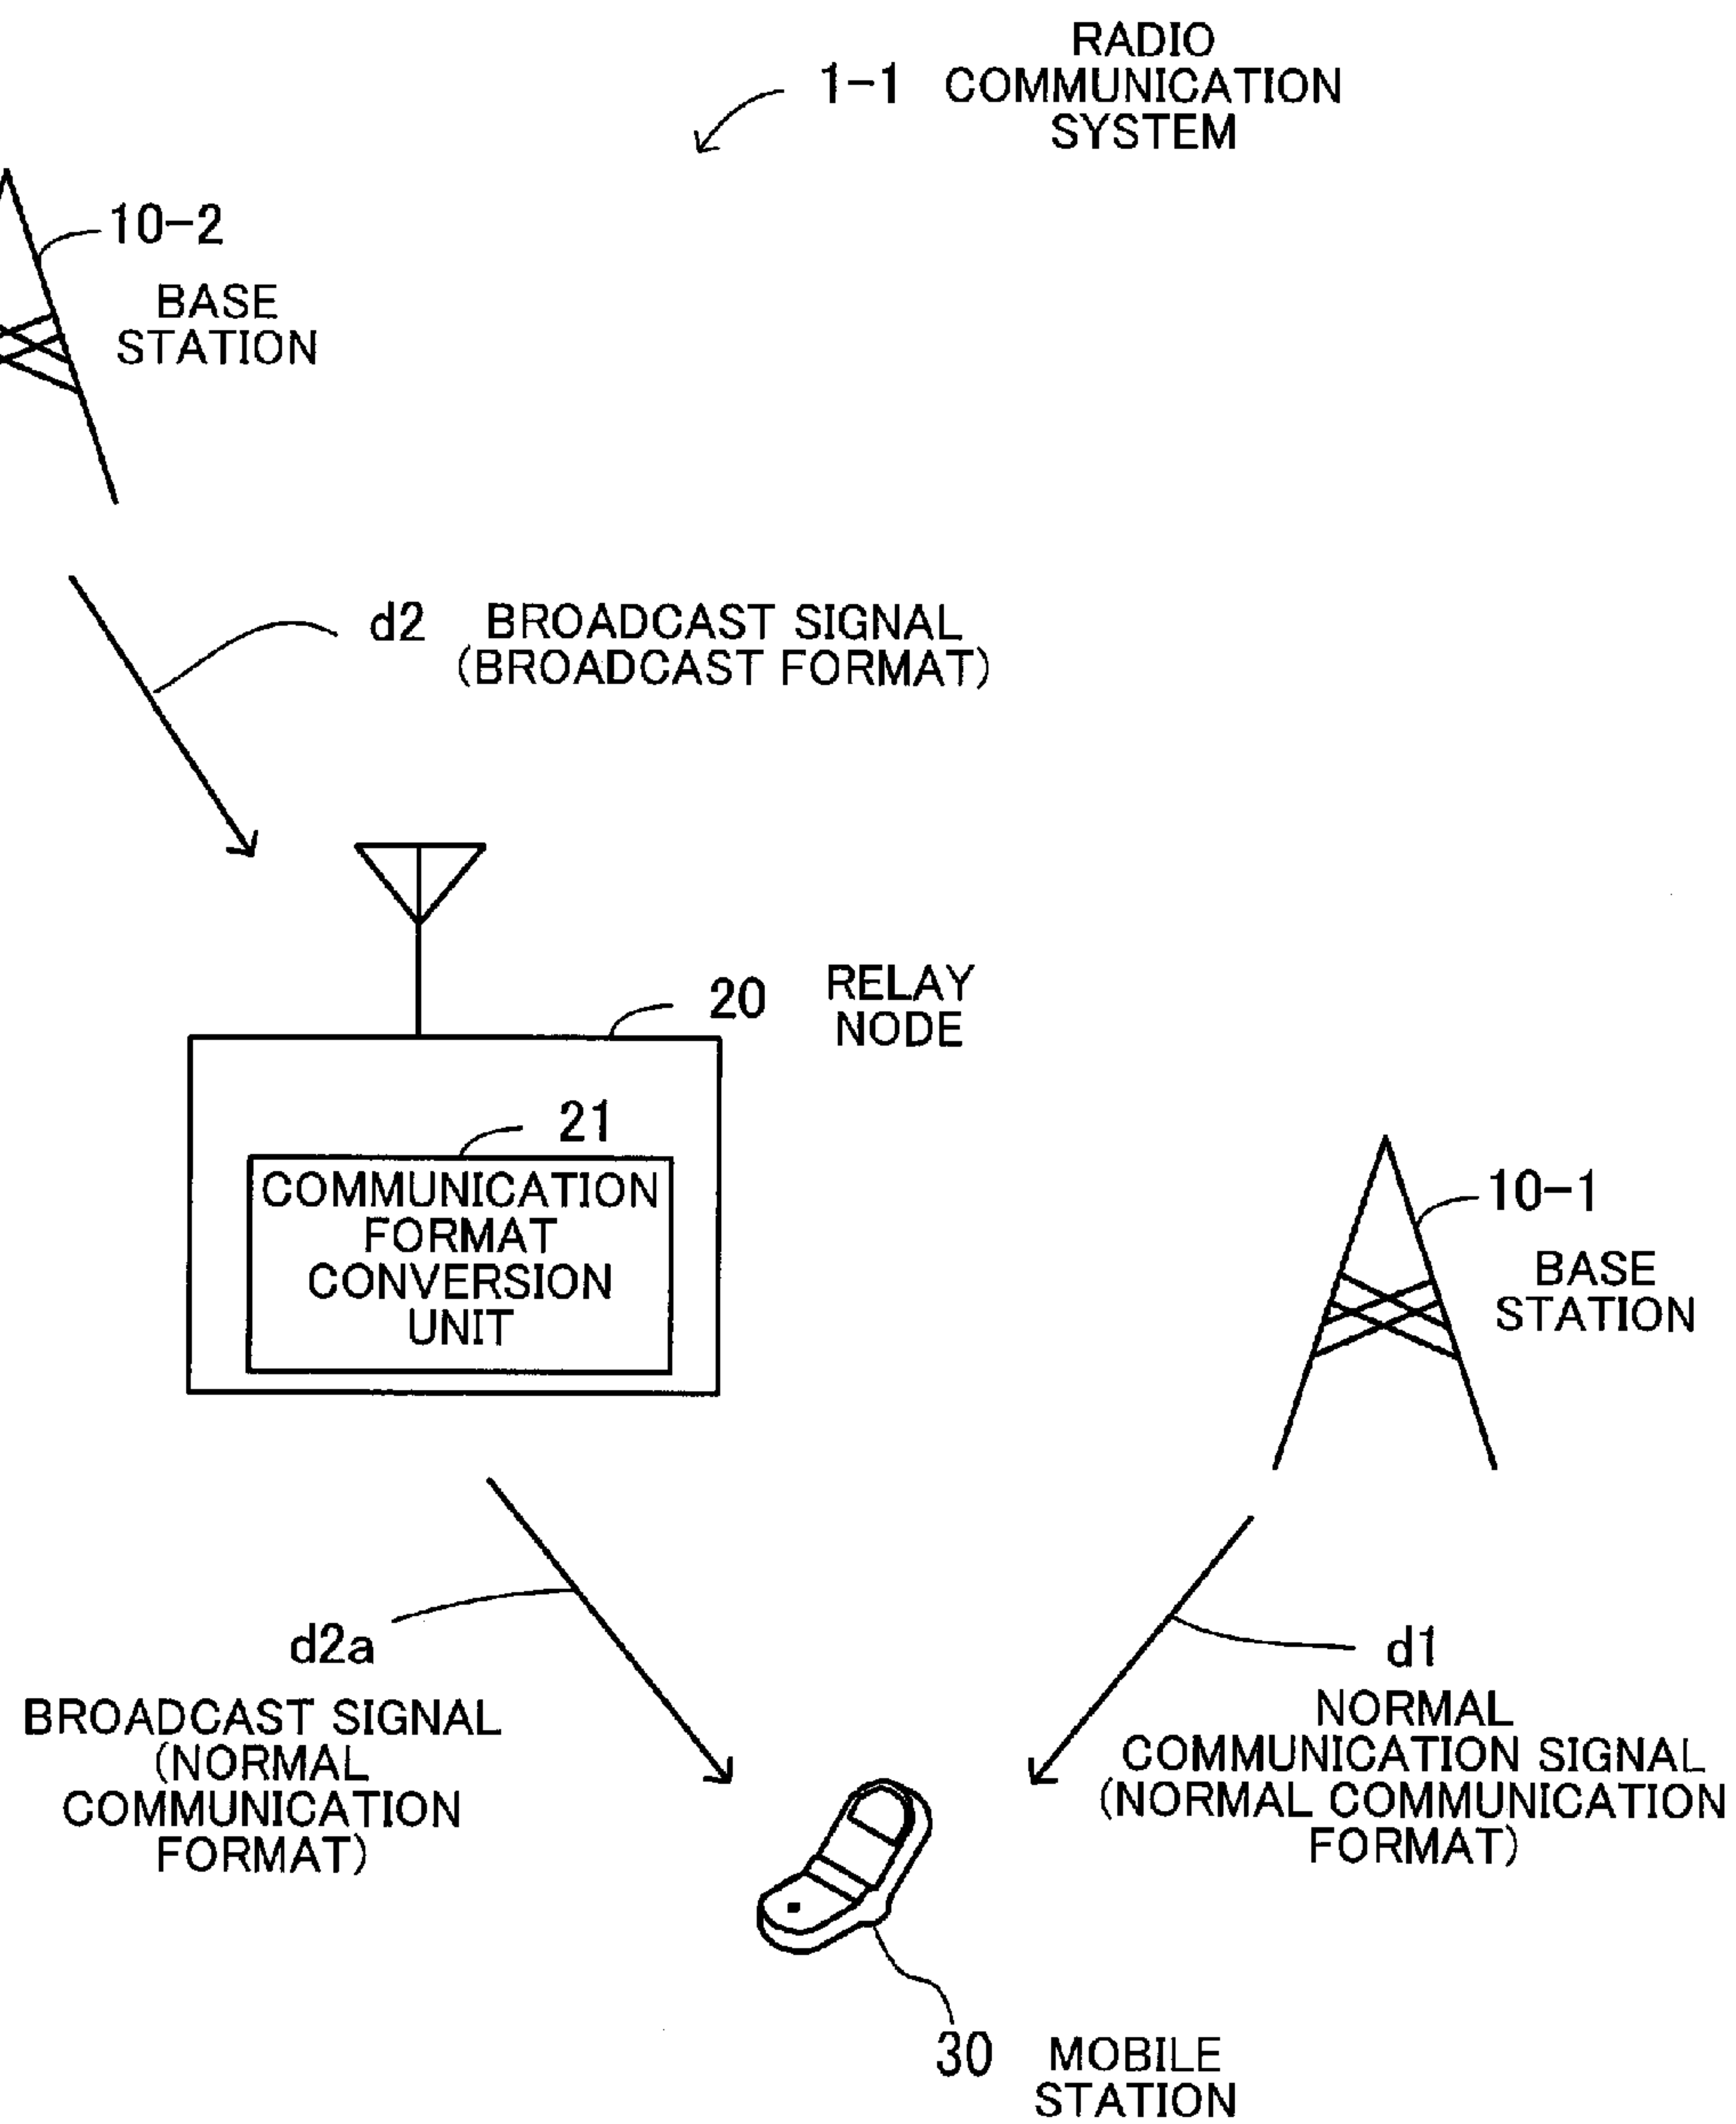 RADIO
1-1 COMMUNICATION
SYSTEM
10-2
BASE
STATION
d2 BROADCAST SIGNAL
(BROADCAST FORMAT)
20 RELAY
NODE
21
COMMUNICATION
FORMAT
CONVERSION
UNIT
10-1
BASE
STATION
d2a
BROADCAST SIGNAL
(NORMAL
COMMUNICATION
FORMAT)
d1
NORMAL
COMMUNICATION SIGNAL
(NORMAL COMMUNICATION
FORMAT)
30 MOBILE
STATION